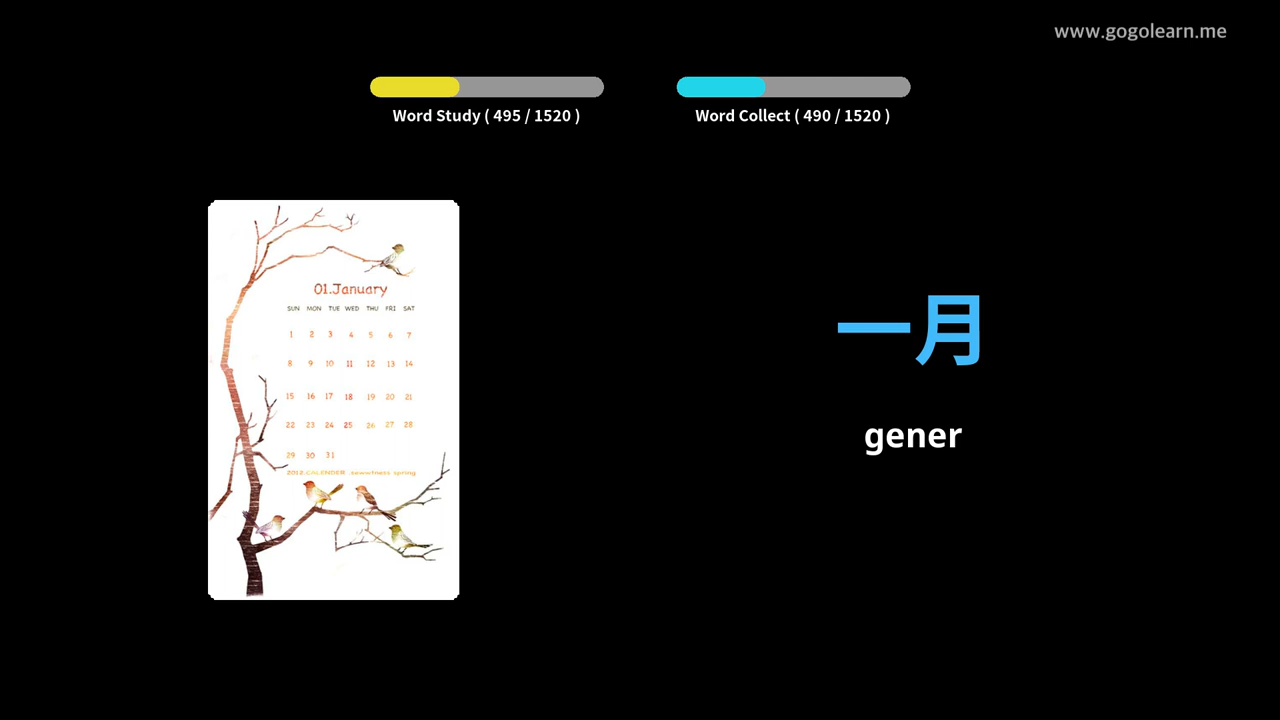 www.gogolearn.me
Word Study ( 495 / 1520 )
Word Collect ( 490 / 1520 )
01.January
SUN MON TUE WED THU FRI SAT
1 2 3 4 5 6 7
8 9 10 11 12 13 14
15 16 17 18 19 20 21
22 23 24 25 26 27 28
29 30 31
CALENDER spring
一月
gener